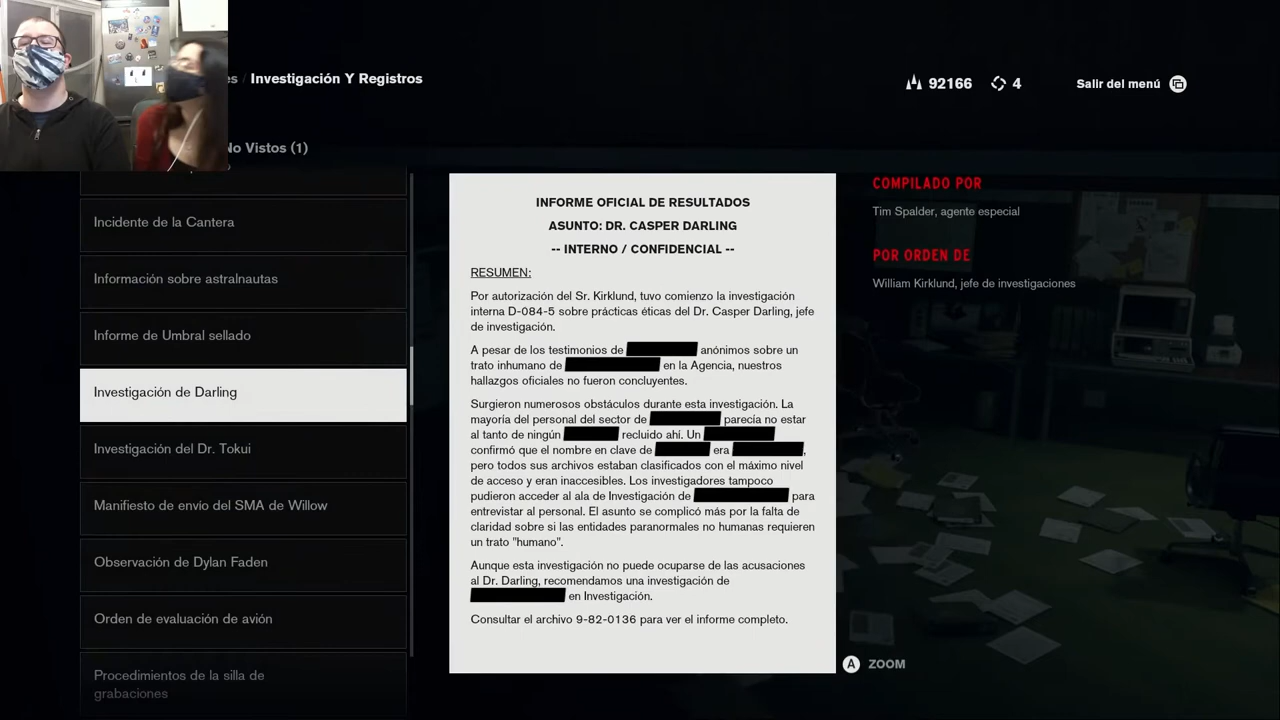 es / Investigación Y Registros
92166
4
Salir del menú
No Vistos (1)
Incidente de la Cantera
Información sobre astralnautas
Informe de Umbral sellado
Investigación de Darling
Investigación del Dr. Tokui
Manifiesto de envío del SMA de Willow
Observación de Dylan Faden
Orden de evaluación de avión
Procedimientos de la silla de
grabaciones
INFORME OFICIAL DE RESULTADOS
ASUNTO: DR. CASPER DARLING
-- INTERNO / CONFIDENCIAL --
RESUMEN:
Por autorización del Sr. Kirklund, tuvo comienzo la investigación
interna D-084-5 sobre prácticas éticas del Dr. Casper Darling, jefe
de investigación.
A pesar de los testimonios de anónimos sobre un
trato inhumano de en la Agencia, nuestros
hallazgos oficiales no fueron concluyentes.
Surgieron numerosos obstáculos durante esta investigación. La
mayoría del personal del sector de parecía no estar
al tanto de ningún recluido ahí. Un
confirmó que el nombre en clave de era ,
pero todos sus archivos estaban clasificados con el máximo nivel
de acceso y eran inaccesibles. Los investigadores tampoco
pudieron acceder al ala de Investigación de para
entrevistar al personal. El asunto se complicó más por la falta de
claridad sobre si las entidades paranormales no humanas requieren
un trato "humano".
Aunque esta investigación no puede ocuparse de las acusaciones
al Dr. Darling, recomendamos una investigación de
en Investigación.
Consultar el archivo 9-82-0136 para ver el informe completo.
COMPILADO POR
Tim Spalder, agente especial
POR ORDEN DE
William Kirklund, jefe de investigaciones
A ZOOM